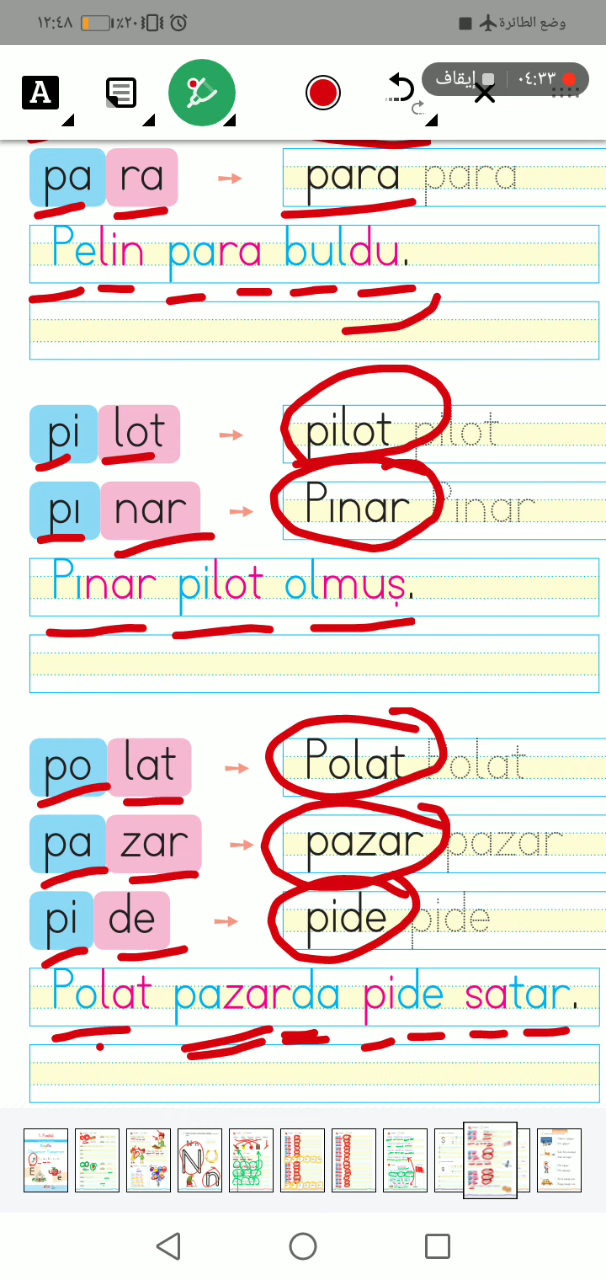 ١٢:٤٨ ٪٢٠ وضع الطائرة
A ٠٤:٣٣ إيقاف
pa ra → para para
Pelin para buldu.
pi lot → pilot pilot
pı nar → Pınar Pınar
Pınar pilot olmuş.
po lat → Polat Polat
pa zar → pazar pazar
pi de → pide pide
Polat pazarda pide satar.